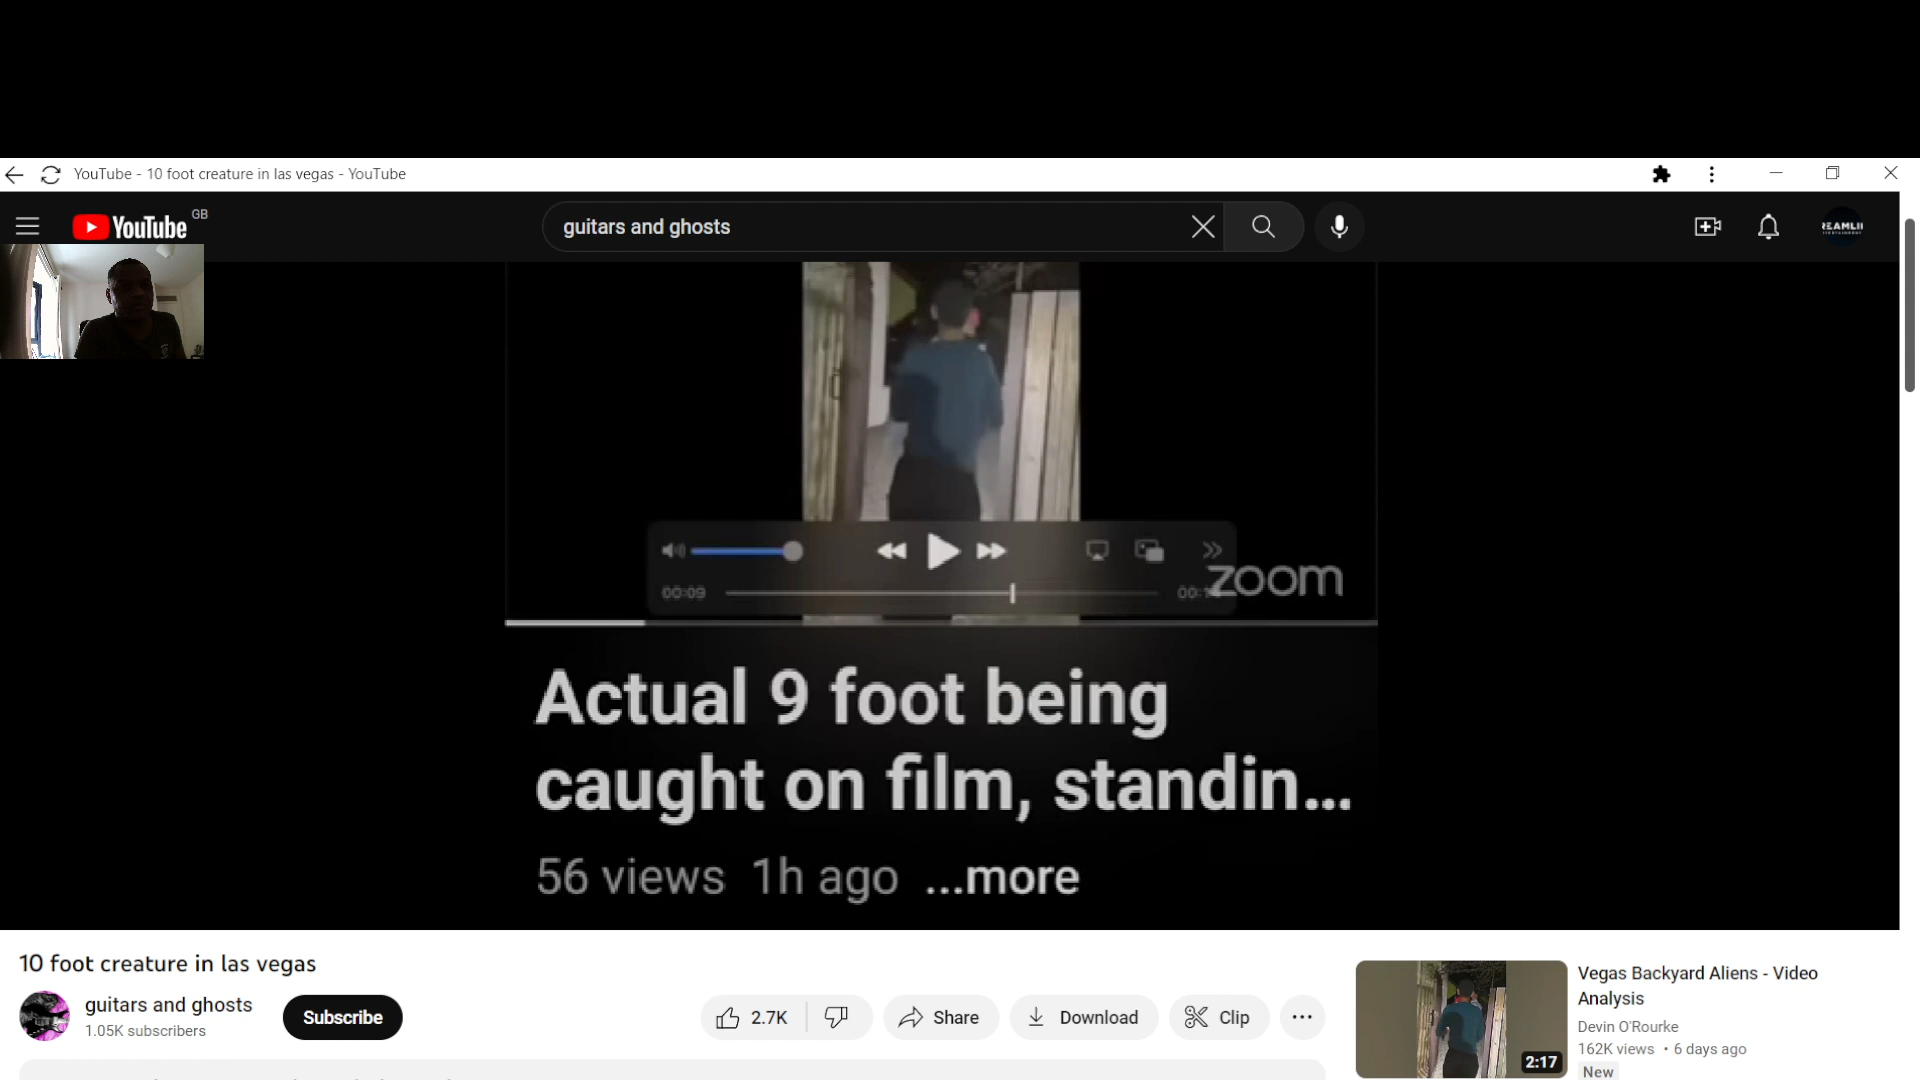 YouTube - 10 foot creature in las vegas - YouTube
YouTube GB
guitars and ghosts
00:09
zoom
Actual 9 foot being
caught on film, standin...
56 views 1h ago ...more
10 foot creature in las vegas
guitars and ghosts
1.05K subscribers
Subscribe
2.7K
Share
Download
Clip
2:17
Vegas Backyard Aliens - Video
Analysis
Devin O'Rourke
162K views • 6 days ago
New